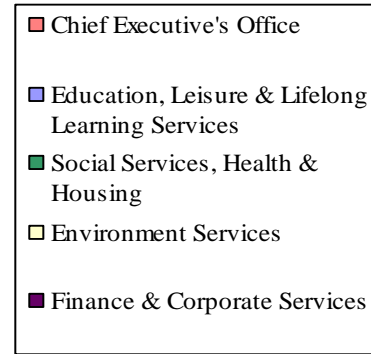 Chief Executive's Office
Education, Leisure & Lifelong
Learning Services
Social Services, Health &
Housing
Environment Services
Finance & Corporate Services